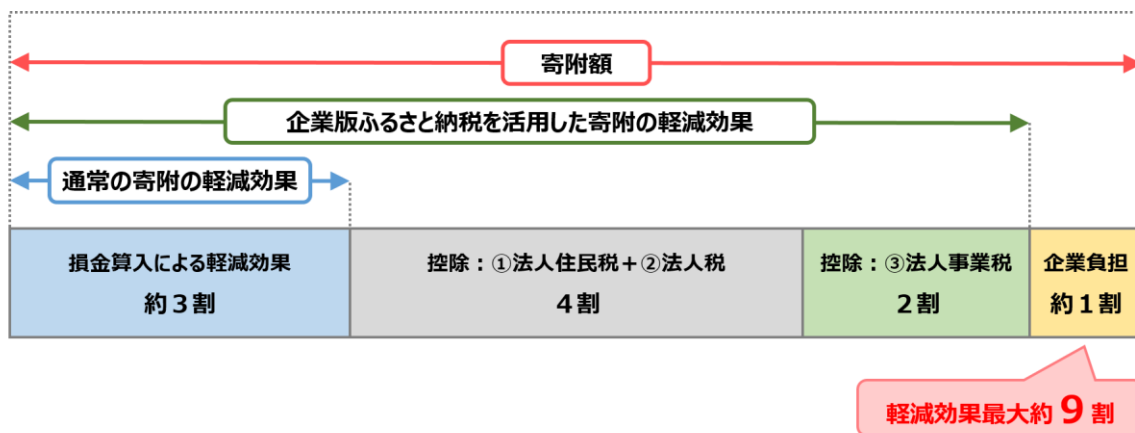 寄附額
企業版ふるさと納税を活用した寄附の軽減効果
通常の寄附の軽減効果
損金算入による軽減効果
約３割
控除：①法人住民税＋②法人税
４割
控除：③法人事業税
２割
企業負担
約１割
軽減効果最大約９割